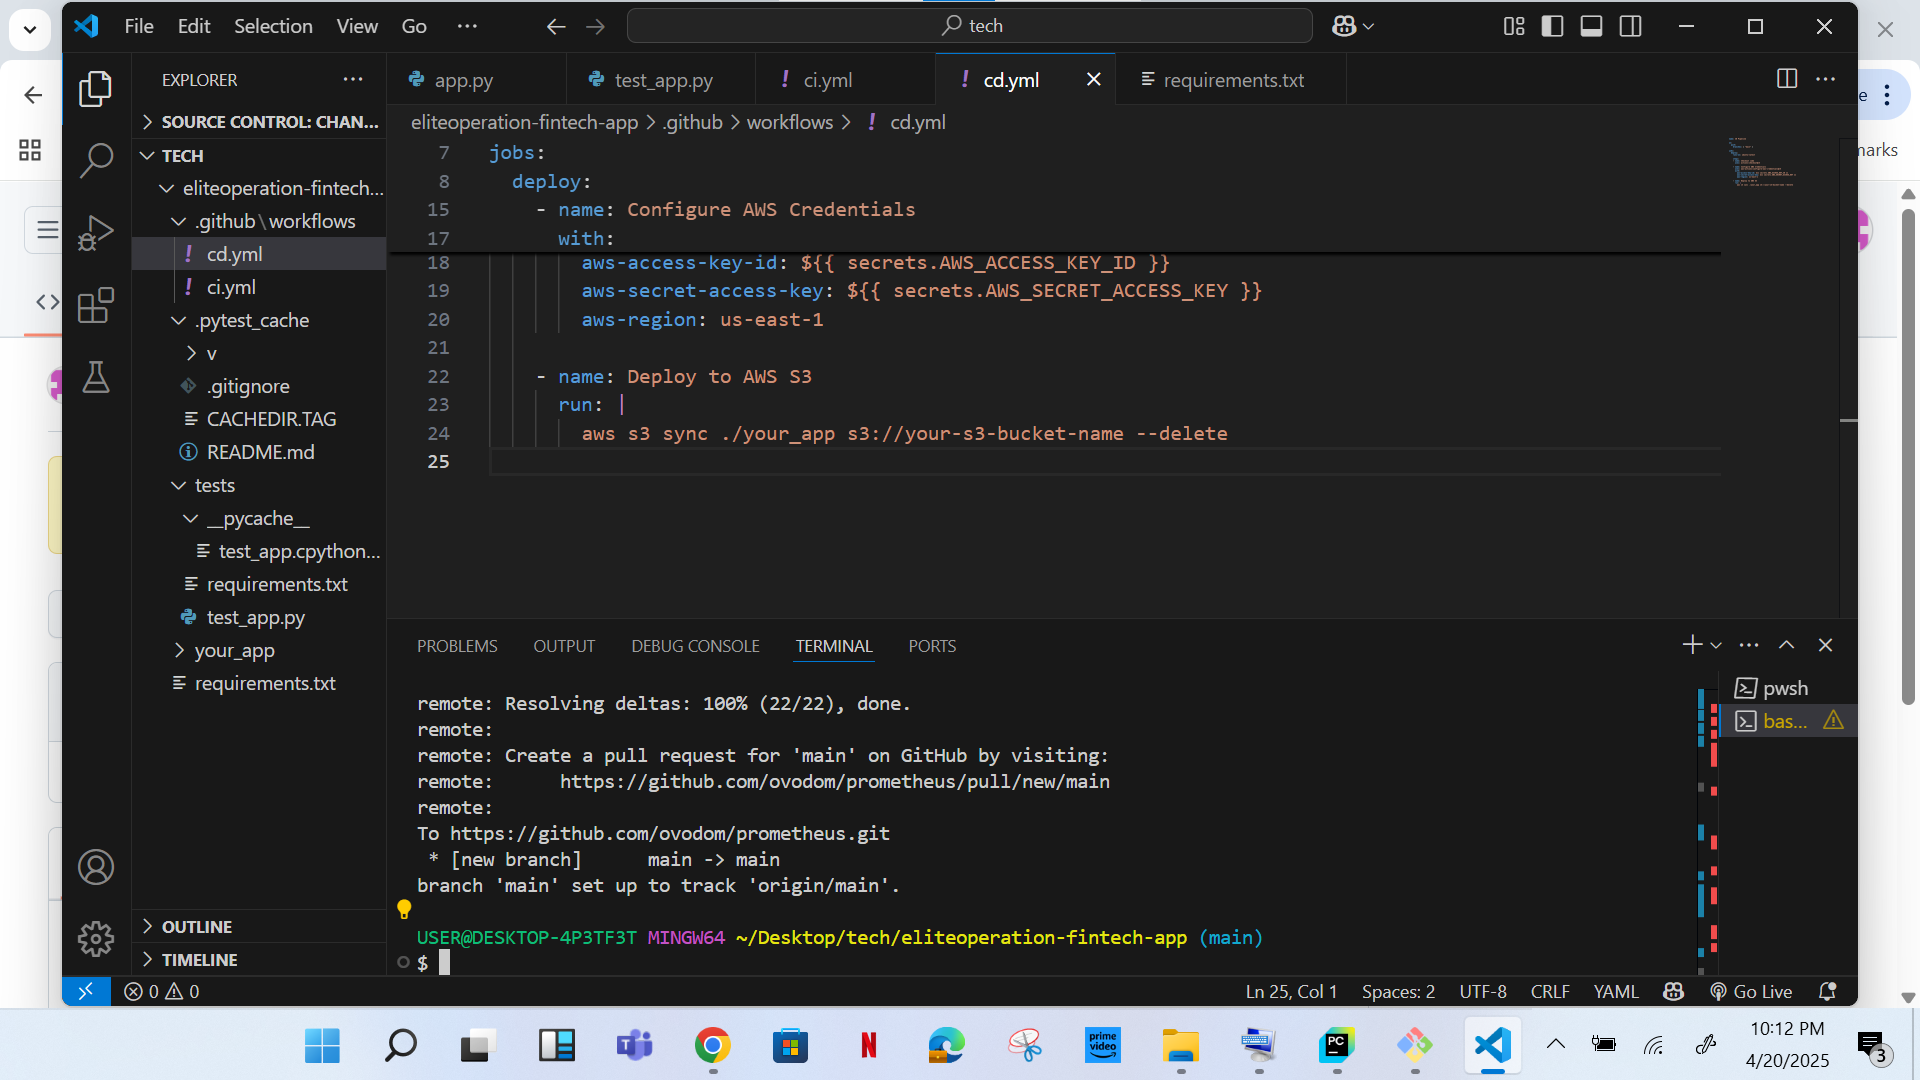 File Edit Selection View Go ···
tech
EXPLORER
SOURCE CONTROL: CHAN...
TECH
eliteoperation-fintech...
.github\workflows
cd.yml
ci.yml
.pytest_cache
v
.gitignore
CACHEDIR.TAG
README.md
tests
__pycache__
test_app.cpython...
requirements.txt
test_app.py
your_app
requirements.txt
OUTLINE
TIMELINE
app.py test_app.py ci.yml cd.yml requirements.txt
eliteoperation-fintech-app > .github > workflows > cd.yml
7 jobs:
8 deploy:
15 - name: Configure AWS Credentials
17 with:
18 aws-access-key-id: ${{ secrets.AWS_ACCESS_KEY_ID }}
19 aws-secret-access-key: ${{ secrets.AWS_SECRET_ACCESS_KEY }}
20 aws-region: us-east-1
21
22 - name: Deploy to AWS S3
23 run: |
24 aws s3 sync ./your_app s3://your-s3-bucket-name --delete
25
PROBLEMS OUTPUT DEBUG CONSOLE TERMINAL PORTS
pwsh
bas...
remote: Resolving deltas: 100% (22/22), done.
remote:
remote: Create a pull request for 'main' on GitHub by visiting:
remote: https://github.com/ovodom/prometheus/pull/new/main
remote:
To https://github.com/ovodom/prometheus.git
* [new branch] main -> main
branch 'main' set up to track 'origin/main'.
USER@DESKTOP-4P3TF3T MINGW64 ~/Desktop/tech/eliteoperation-fintech-app (main)
$
0 0 Ln 25, Col 1 Spaces: 2 UTF-8 CRLF YAML Go Live
prime video
PC
N
10:12 PM
4/20/2025
3